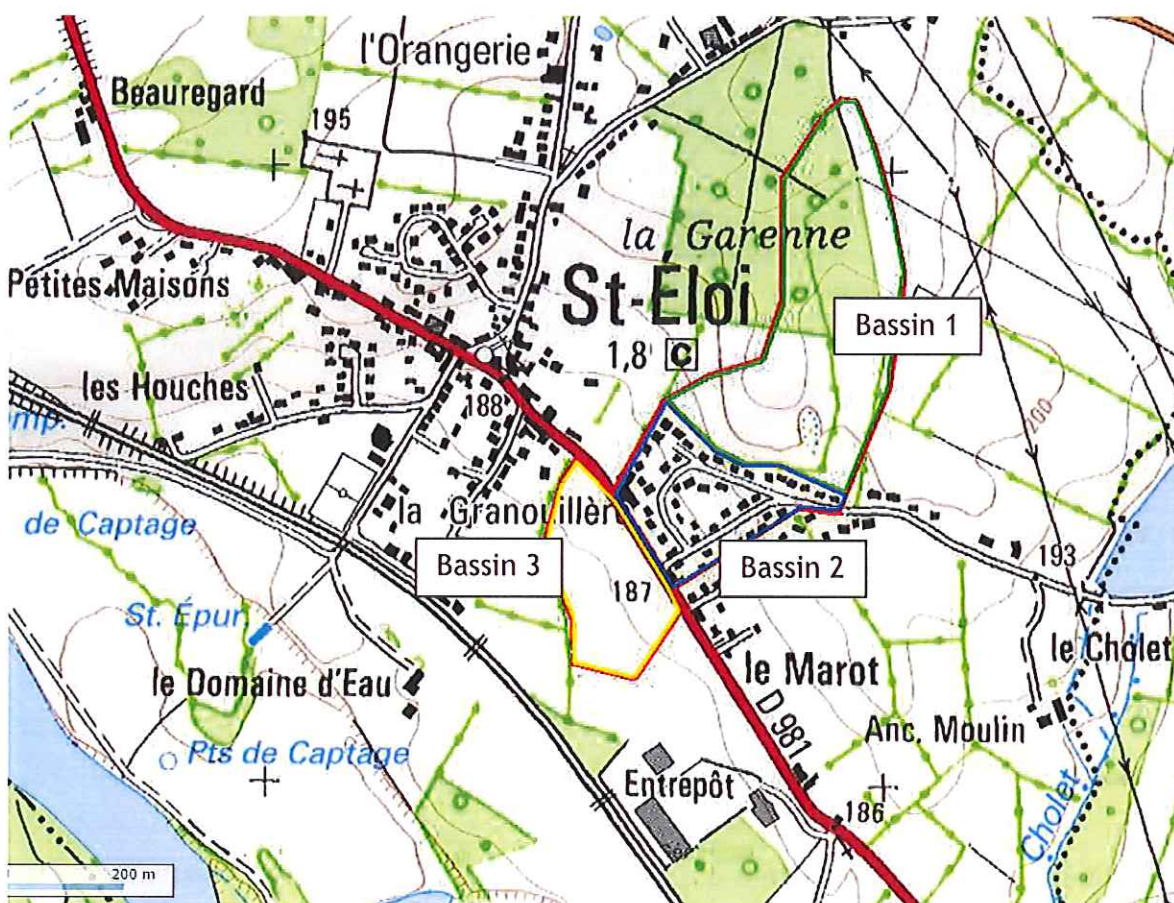 l'Orangerie
Beauregard
195
la Garenne
Petites Maisons
St-Eloi
Bassin 1
1,8 C
les Houches
188
200
emp.
de Captage
la Granouillère
Bassin 3
187
Bassin 2
193
St. Épur.
le Cholet
le Domaine d'Eau
le Marot
D 981
Anc. Moulin
Pts de Captage
Entrepôt
186
Cholet
200 m